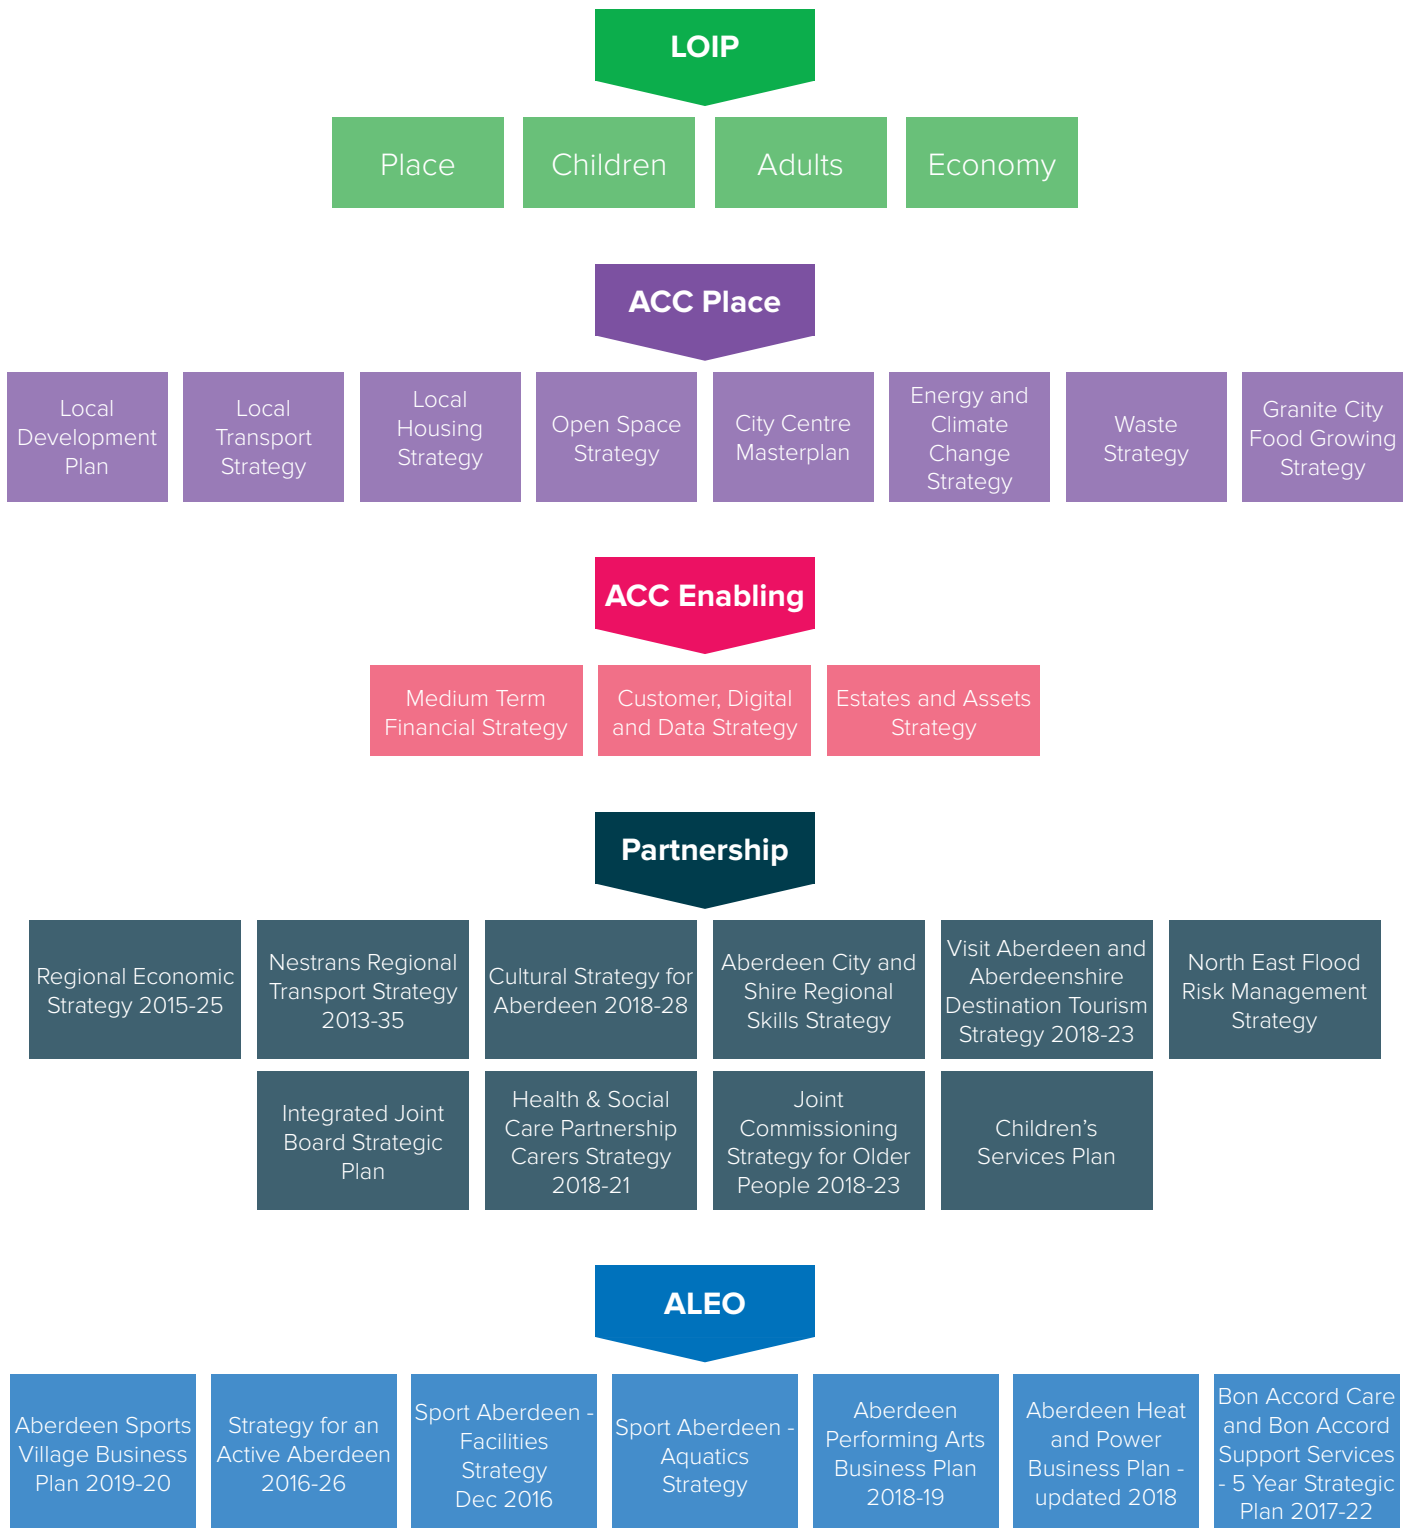 LOIP
Place
Children
Adults
Economy
ACC Place
Local
Development
Plan
Local
Transport
Strategy
Local
Housing
Strategy
Open Space
Strategy
City Centre
Masterplan
Energy and
Climate
Change
Strategy
Waste
Strategy
Granite City
Food Growing
Strategy
ACC Enabling
Medium Term
Financial Strategy
Customer, Digital
and Data Strategy
Estates and Assets
Strategy
Partnership
Regional Economic
Strategy 2015-25
Nestrans Regional
Transport Strategy
2013-35
Cultural Strategy for
Aberdeen 2018-28
Aberdeen City and
Shire Regional
Skills Strategy
Visit Aberdeen and
Aberdeenshire
Destination Tourism
Strategy 2018-23
North East Flood
Risk Management
Strategy
Integrated Joint
Board Strategic
Plan
Health & Social
Care Partnership
Carers Strategy
2018-21
Joint
Commissioning
Strategy for Older
People 2018-23
Children’s
Services Plan
ALEO
Aberdeen Sports
Village Business
Plan 2019-20
Strategy for an
Active Aberdeen
2016-26
Sport Aberdeen -
Facilities
Strategy
Dec 2016
Sport Aberdeen -
Aquatics
Strategy
Aberdeen
Performing Arts
Business Plan
2018-19
Aberdeen Heat
and Power
Business Plan -
updated 2018
Bon Accord Care
and Bon Accord
Support Services
- 5 Year Strategic
Plan 2017-22